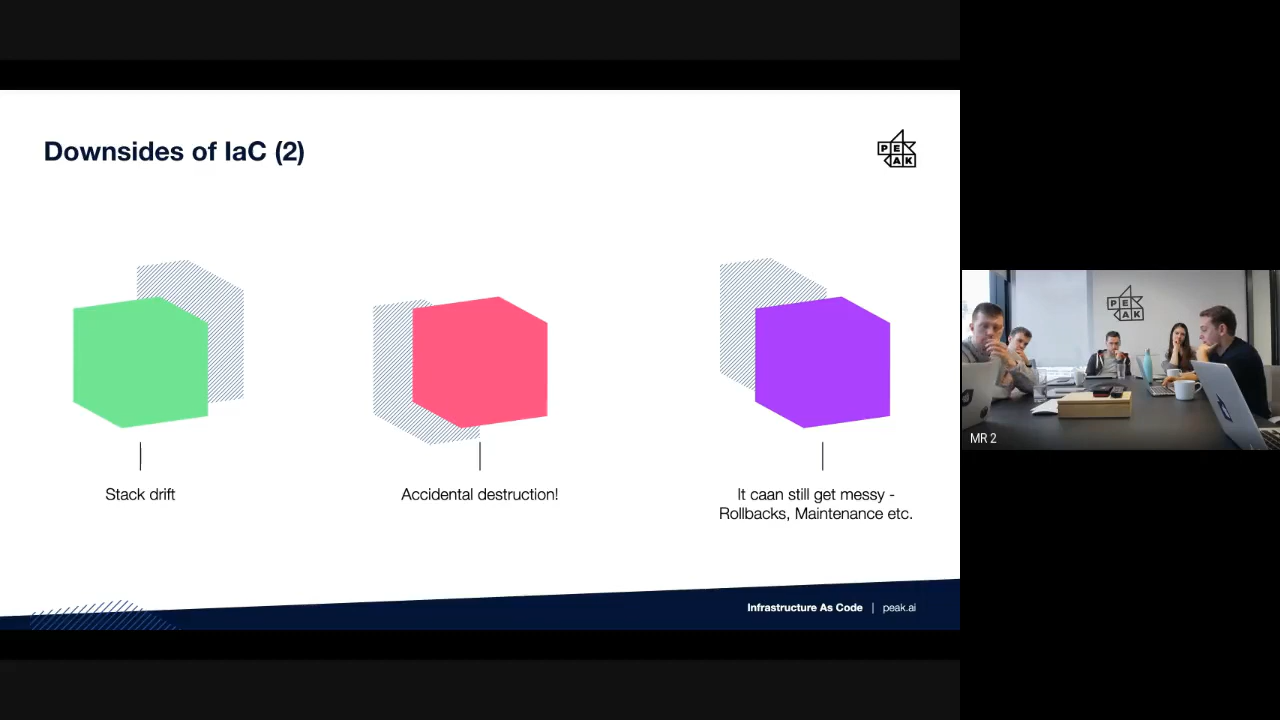 Downsides of IaC (2)
PE
AK
Stack drift
Accidental destruction!
It caan still get messy -
Rollbacks, Maintenance etc.
Infrastructure As Code | peak.ai
PE
AK
MR 2